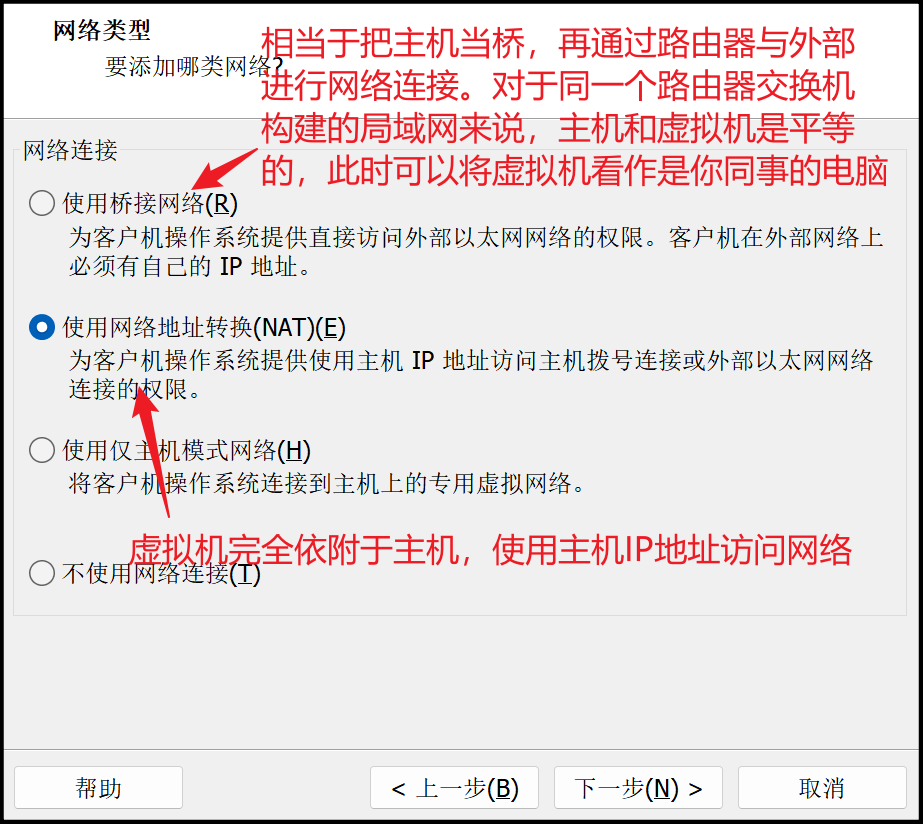 网络类型
要添加哪类网络?
相当于把主机当桥，再通过路由器与外部
进行网络连接。对于同一个路由器交换机
构建的局域网来说，主机和虚拟机是平等
的，此时可以将虚拟机看作是你同事的电脑
网络连接
使用桥接网络(R)
为客户机操作系统提供直接访问外部以太网网络的权限。客户机在外部网络上
必须有自己的 IP 地址。
使用网络地址转换(NAT)(E)
为客户机操作系统提供使用主机 IP 地址访问主机拨号连接或外部以太网网络
连接的权限。
使用仅主机模式网络(H)
将客户机操作系统连接到主机上的专用虚拟网络。
虚拟机完全依附于主机，使用主机IP地址访问网络
不使用网络连接(T)
帮助
< 上一步(B)
下一步(N) >
取消